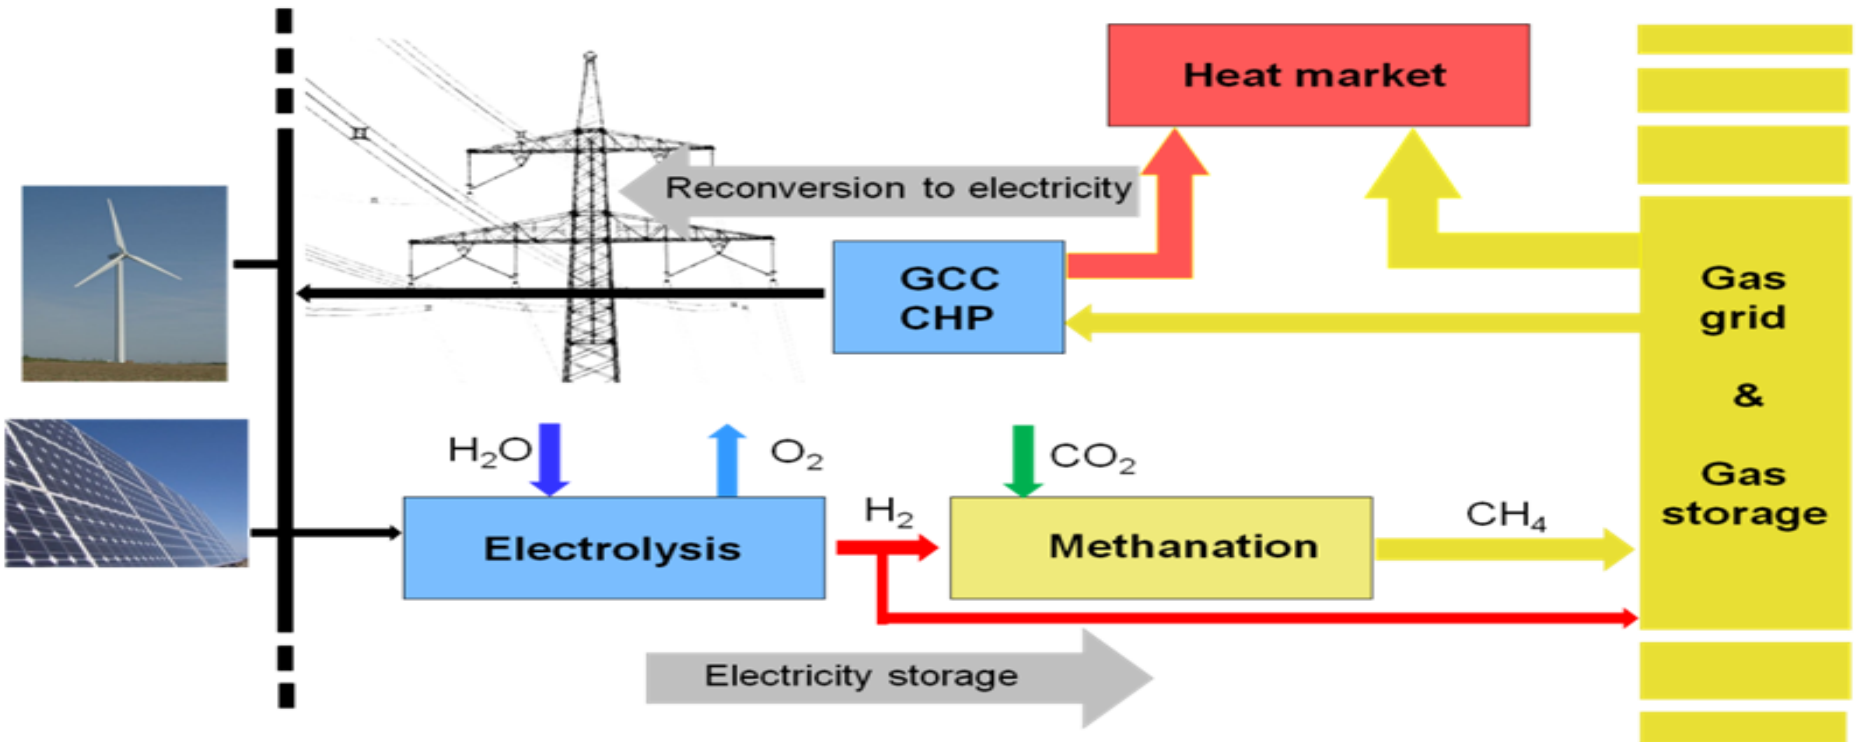 Heat market
Reconversion to electricity
GCC
CHP
Gas
grid
&
Gas
storage
H₂O
O₂
CO₂
H₂
CH₄
Electrolysis
Methanation
Electricity storage